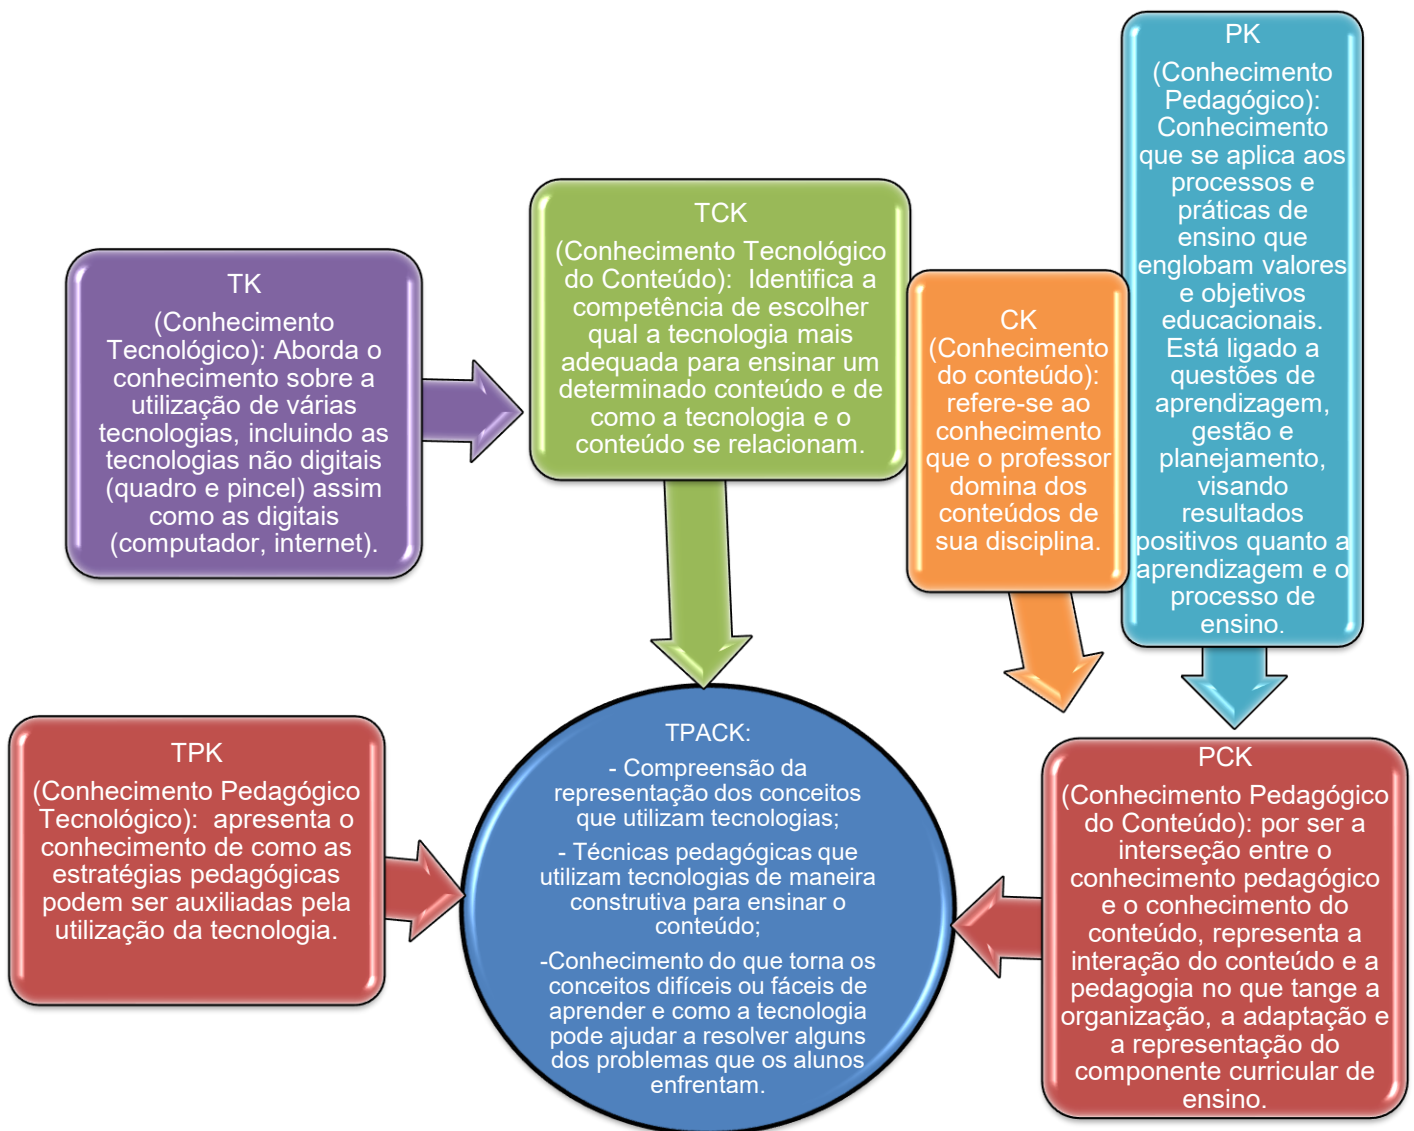 PK
(Conhecimento
Pedagógico):
Conhecimento
que se aplica aos
processos e
práticas de
ensino que
englobam valores
e objetivos
educacionais.
Está ligado a
questões de
aprendizagem,
gestão e
planejamento,
visando
resultados
positivos quanto a
aprendizagem e o
processo de
ensino.
TCK
(Conhecimento Tecnológico
do Conteúdo): Identifica a
competência de escolher
qual a tecnologia mais
adequada para ensinar um
determinado conteúdo e de
como a tecnologia e o
conteúdo se relacionam.
TK
(Conhecimento
Tecnológico): Aborda o
conhecimento sobre a
utilização de várias
tecnologias, incluindo as
tecnologias não digitais
(quadro e pincel) assim
como as digitais
(computador, internet).
CK
(Conhecimento
do conteúdo):
refere-se ao
conhecimento
que o professor
domina dos
conteúdos de
sua disciplina.
TPK
(Conhecimento Pedagógico
Tecnológico): apresenta o
conhecimento de como as
estratégias pedagógicas
podem ser auxiliadas pela
utilização da tecnologia.
TPACK:
- Compreensão da
representação dos conceitos
que utilizam tecnologias;
- Técnicas pedagógicas que
utilizam tecnologias de maneira
construtiva para ensinar o
conteúdo;
-Conhecimento do que torna os
conceitos difíceis ou fáceis de
aprender e como a tecnologia
pode ajudar a resolver alguns
dos problemas que os alunos
enfrentam.
PCK
(Conhecimento Pedagógico
do Conteúdo): por ser a
interseção entre o
conhecimento pedagógico
e o conhecimento do
conteúdo, representa a
interação do conteúdo e a
pedagogia no que tange a
organização, a adaptação e
a representação do
componente curricular de
ensino.